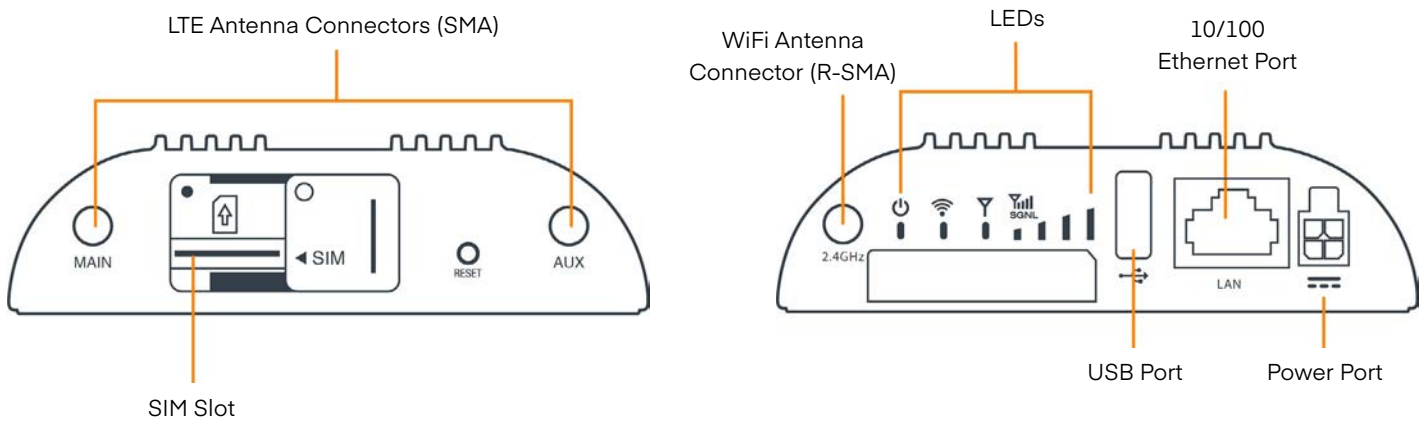 LTE Antenna Connectors (SMA)
MAIN
SIM
RESET
AUX
SIM Slot
WiFi Antenna
Connector (R-SMA)
LEDs
10/100
Ethernet Port
SGNL
2.4GHz
LAN
USB Port
Power Port